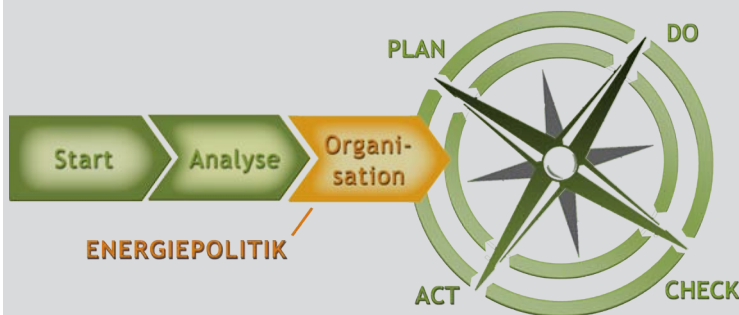 Start
Analyse
Organi-
sation
ENERGIEPOLITIK
PLAN
DO
ACT
CHECK